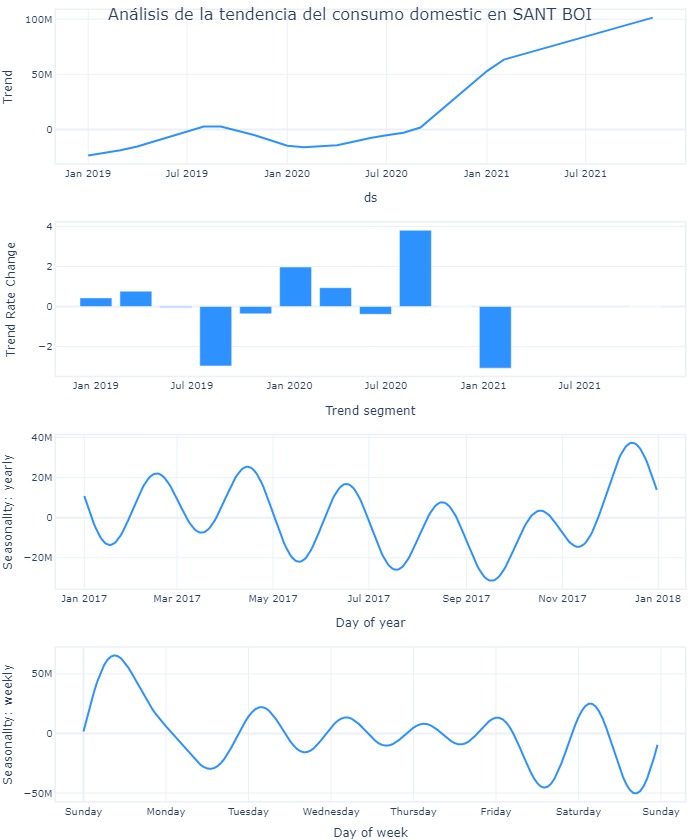 Análisis de la tendencia del consumo domestic en SANT BOI
100M
50M
0
Trend
Jan 2019 Jul 2019 Jan 2020 Jul 2020 Jan 2021 Jul 2021
ds
4
2
0
−2
Trend Rate Change
Jan 2019 Jul 2019 Jan 2020 Jul 2020 Jan 2021 Jul 2021
Trend segment
40M
20M
0
−20M
Seasonality: yearly
Jan 2017 Mar 2017 May 2017 Jul 2017 Sep 2017 Nov 2017 Jan 2018
Day of year
50M
0
−50M
Seasonality: weekly
Sunday Monday Tuesday Wednesday Thursday Friday Saturday Sunday
Day of week